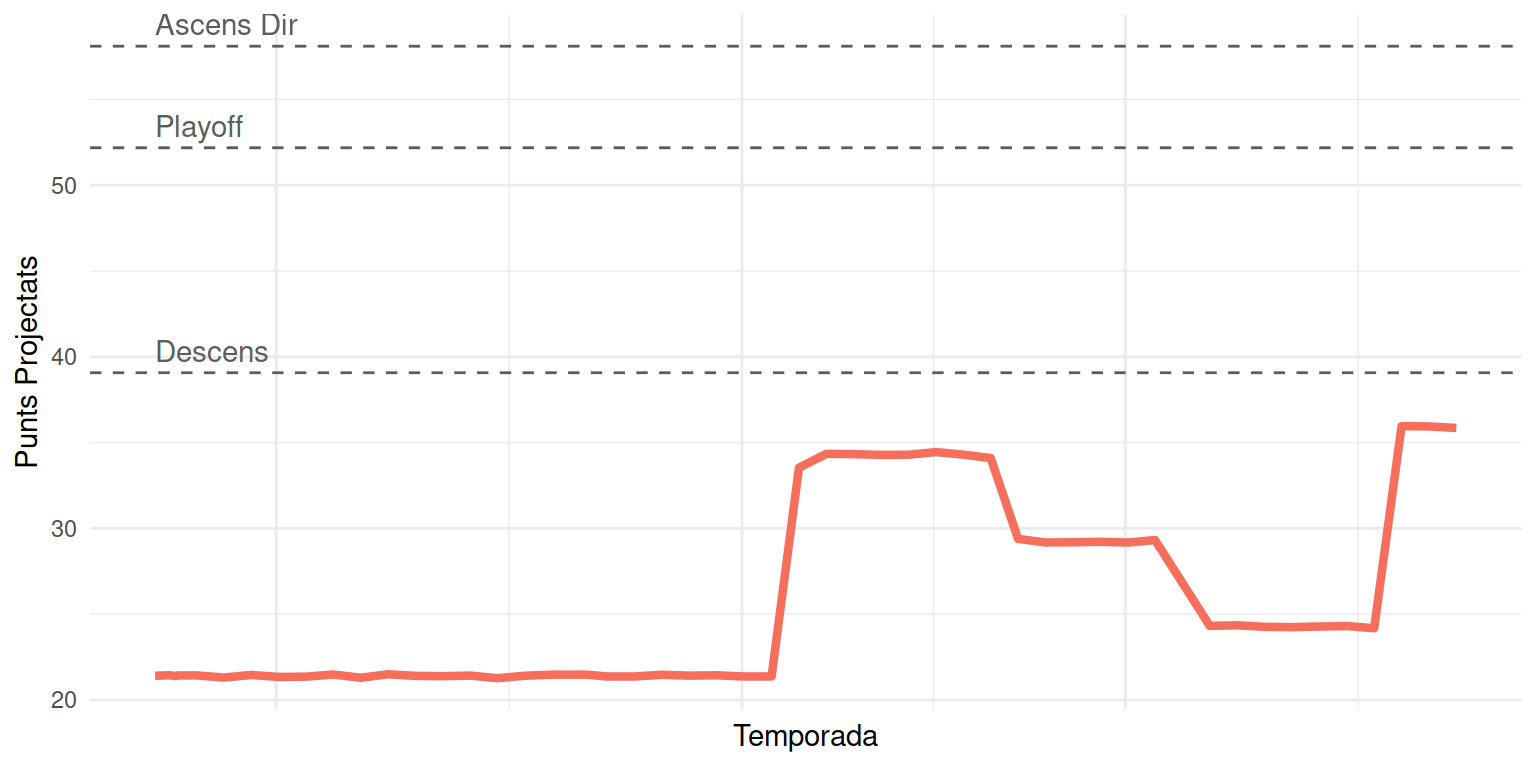 Ascens Dir
Playoff
50
Descens
40
30
20
Punts Projectats
Temporada